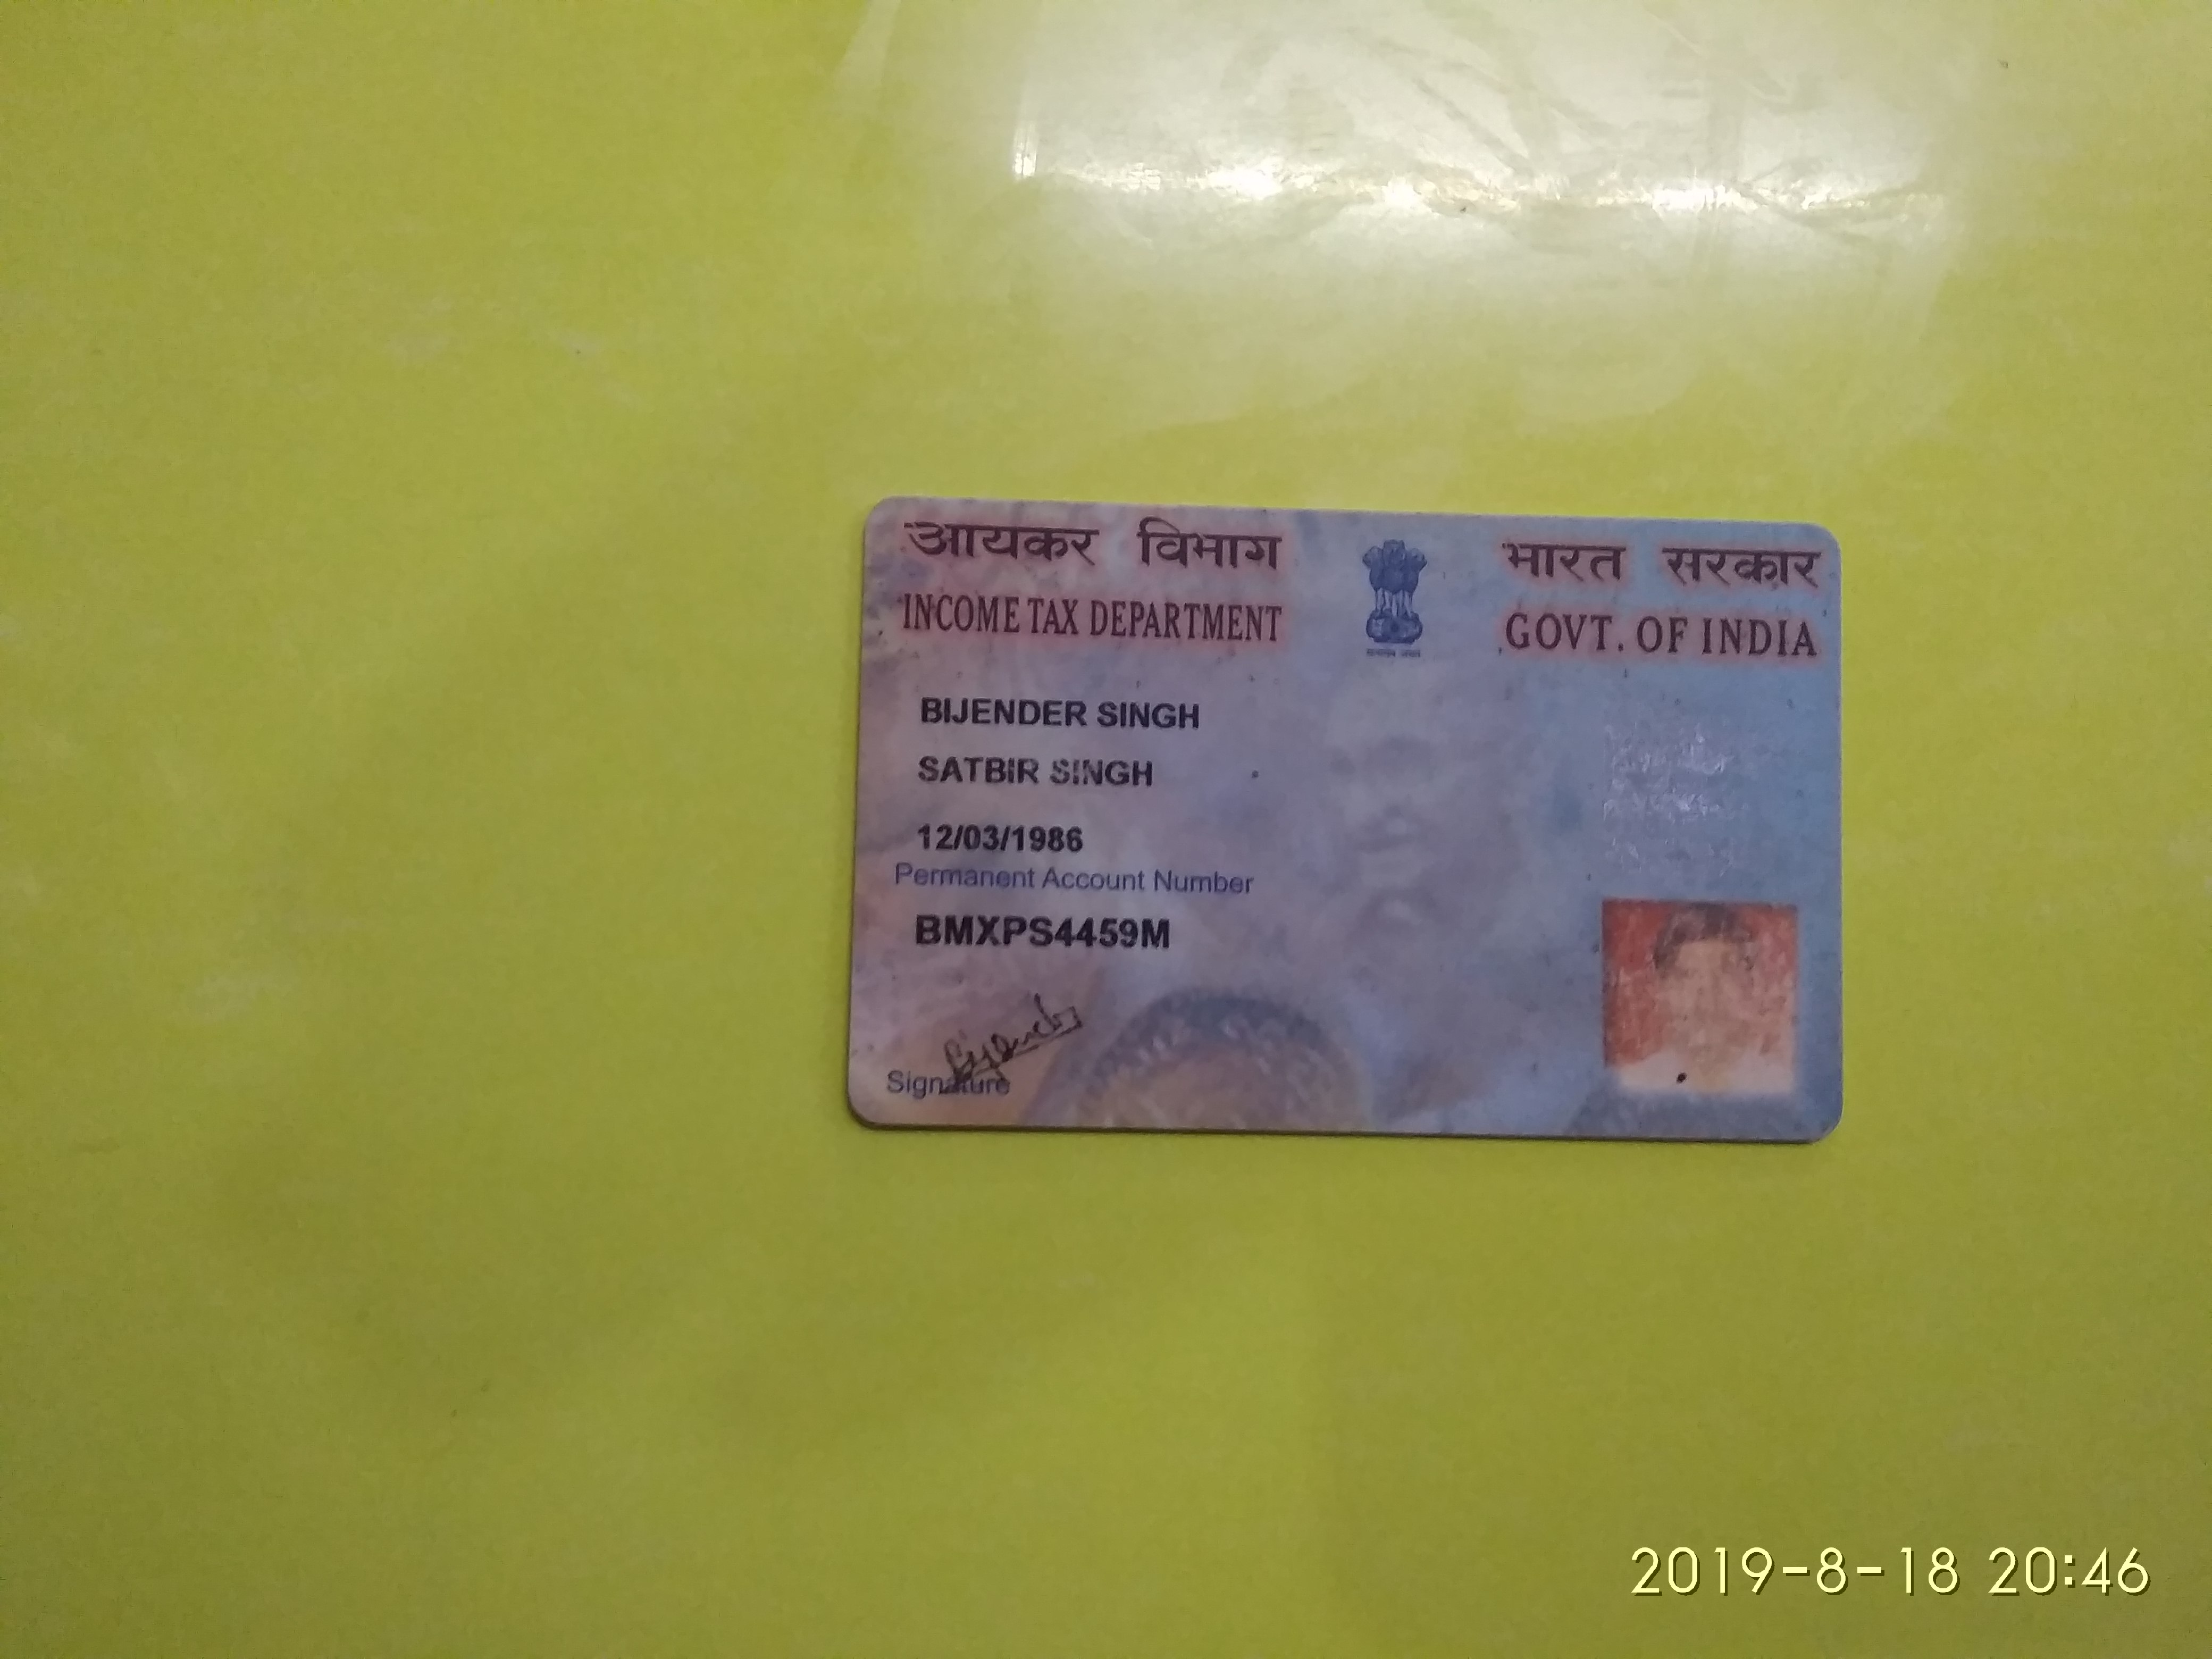 आयकर विभाग
INCOME TAX DEPARTMENT
भारत सरकार
GOVT. OF INDIA
BIJENDER SINGH
SATBIR SINGH
12/03/1986
Permanent Account Number
BMXPS4459M
Signature
2019-8-18 20:46